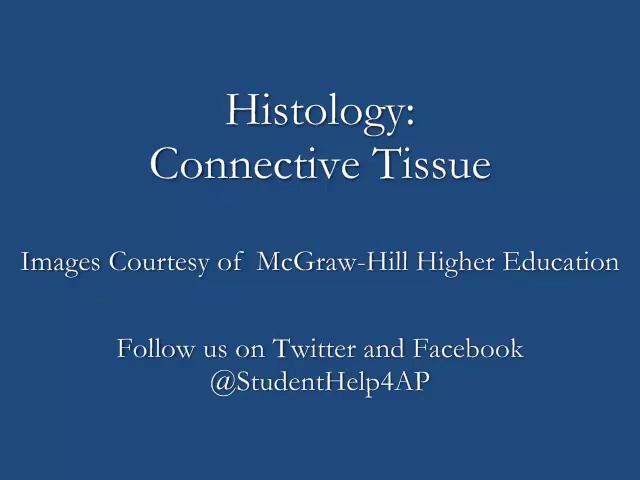 Histology:
Connective Tissue
Images Courtesy of McGraw-Hill Higher Education
Follow us on Twitter and Facebook
@StudentHelp4AP